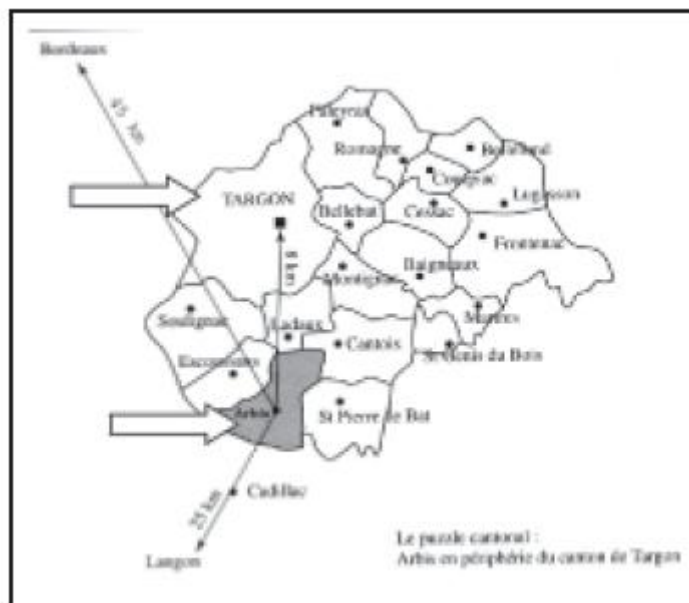 Bordeaux
45 km
Romagne
TARGON
Bellebat
Cessac
Lugasson
Frontenac
8 km
Baigneaux
Montignac
Soulignac
Ladaux
Cantois
Martres
St Genis du Bois
Escoussans
Arbis
St Pierre de Bat
Cadillac
25 km
Langon
Le puzzle cantonal :
Arbis en périphérie du canton de Targon